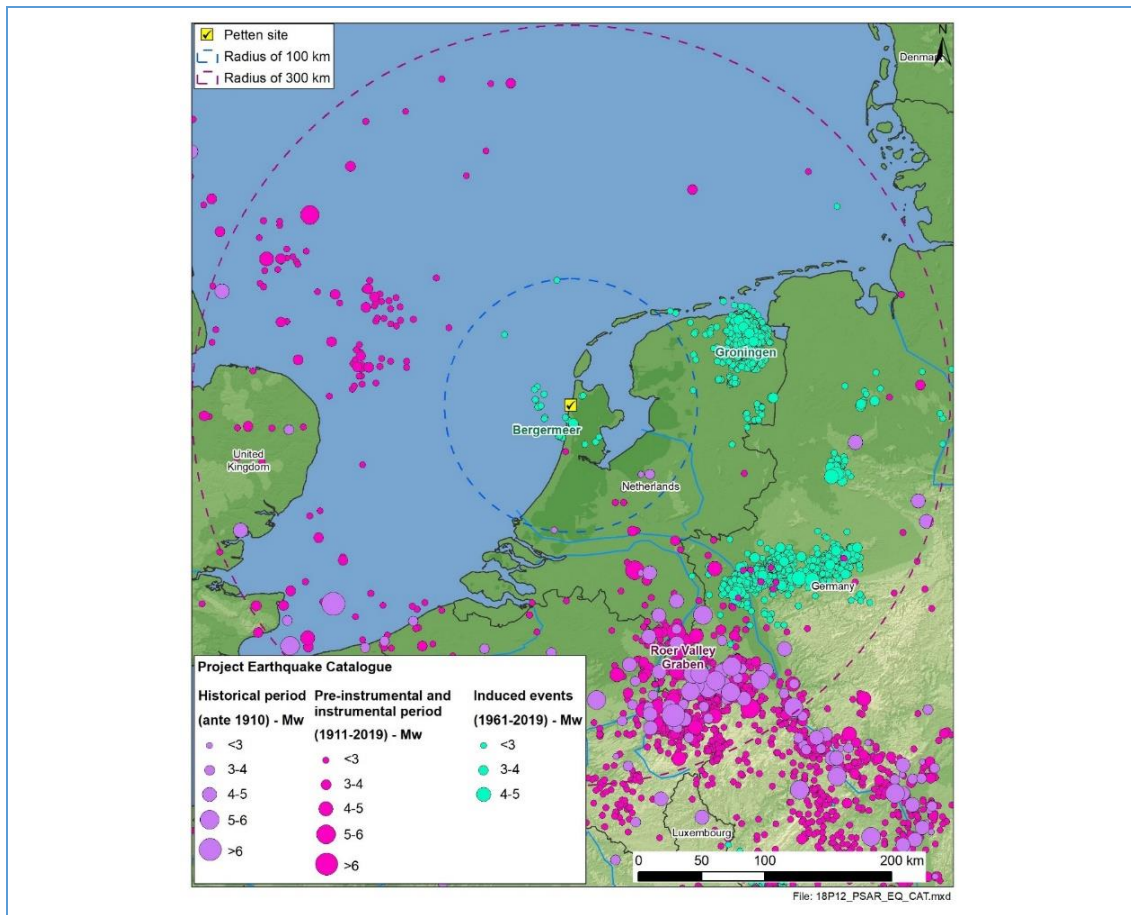 Petten site
Radius of 100 km
Radius of 300 km
N
Denmark
Groningen
Bergermeer
United
Kingdom
Netherlands
Germany
Roer Valley
Graben
Luxembourg
Project Earthquake Catalogue
Historical period
(ante 1910) - Mw
<3
3-4
4-5
5-6
>6
Pre-instrumental and
instrumental period
(1911-2019) - Mw
<3
3-4
4-5
5-6
>6
Induced events
(1961-2019) - Mw
<3
3-4
4-5
0 50 100 200 km
File: 18P12_PSAR_EQ_CAT.mxd